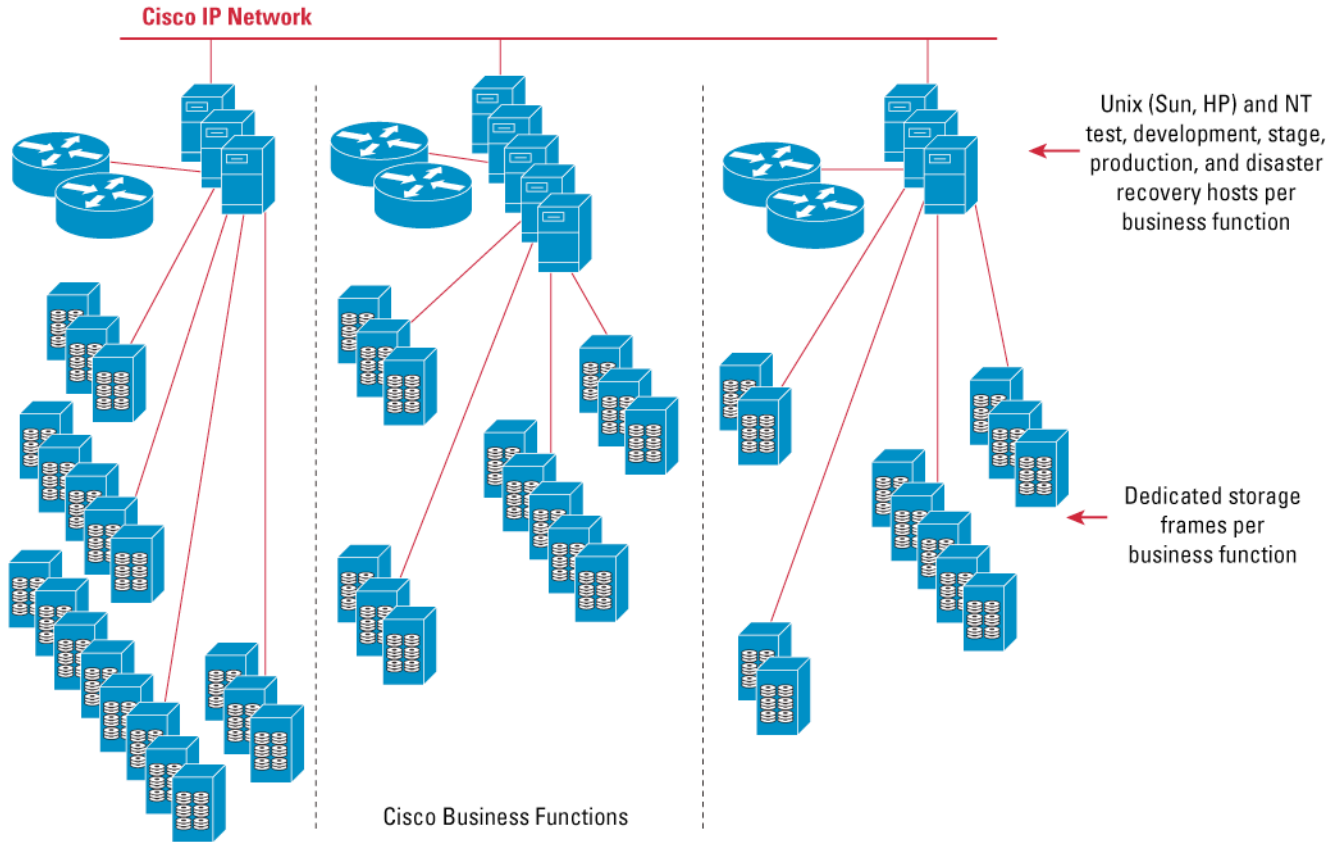 Cisco IP Network
Unix (Sun, HP) and NT
test, development, stage,
production, and disaster
recovery hosts per
business function
Dedicated storage
frames per
business function
Cisco Business Functions